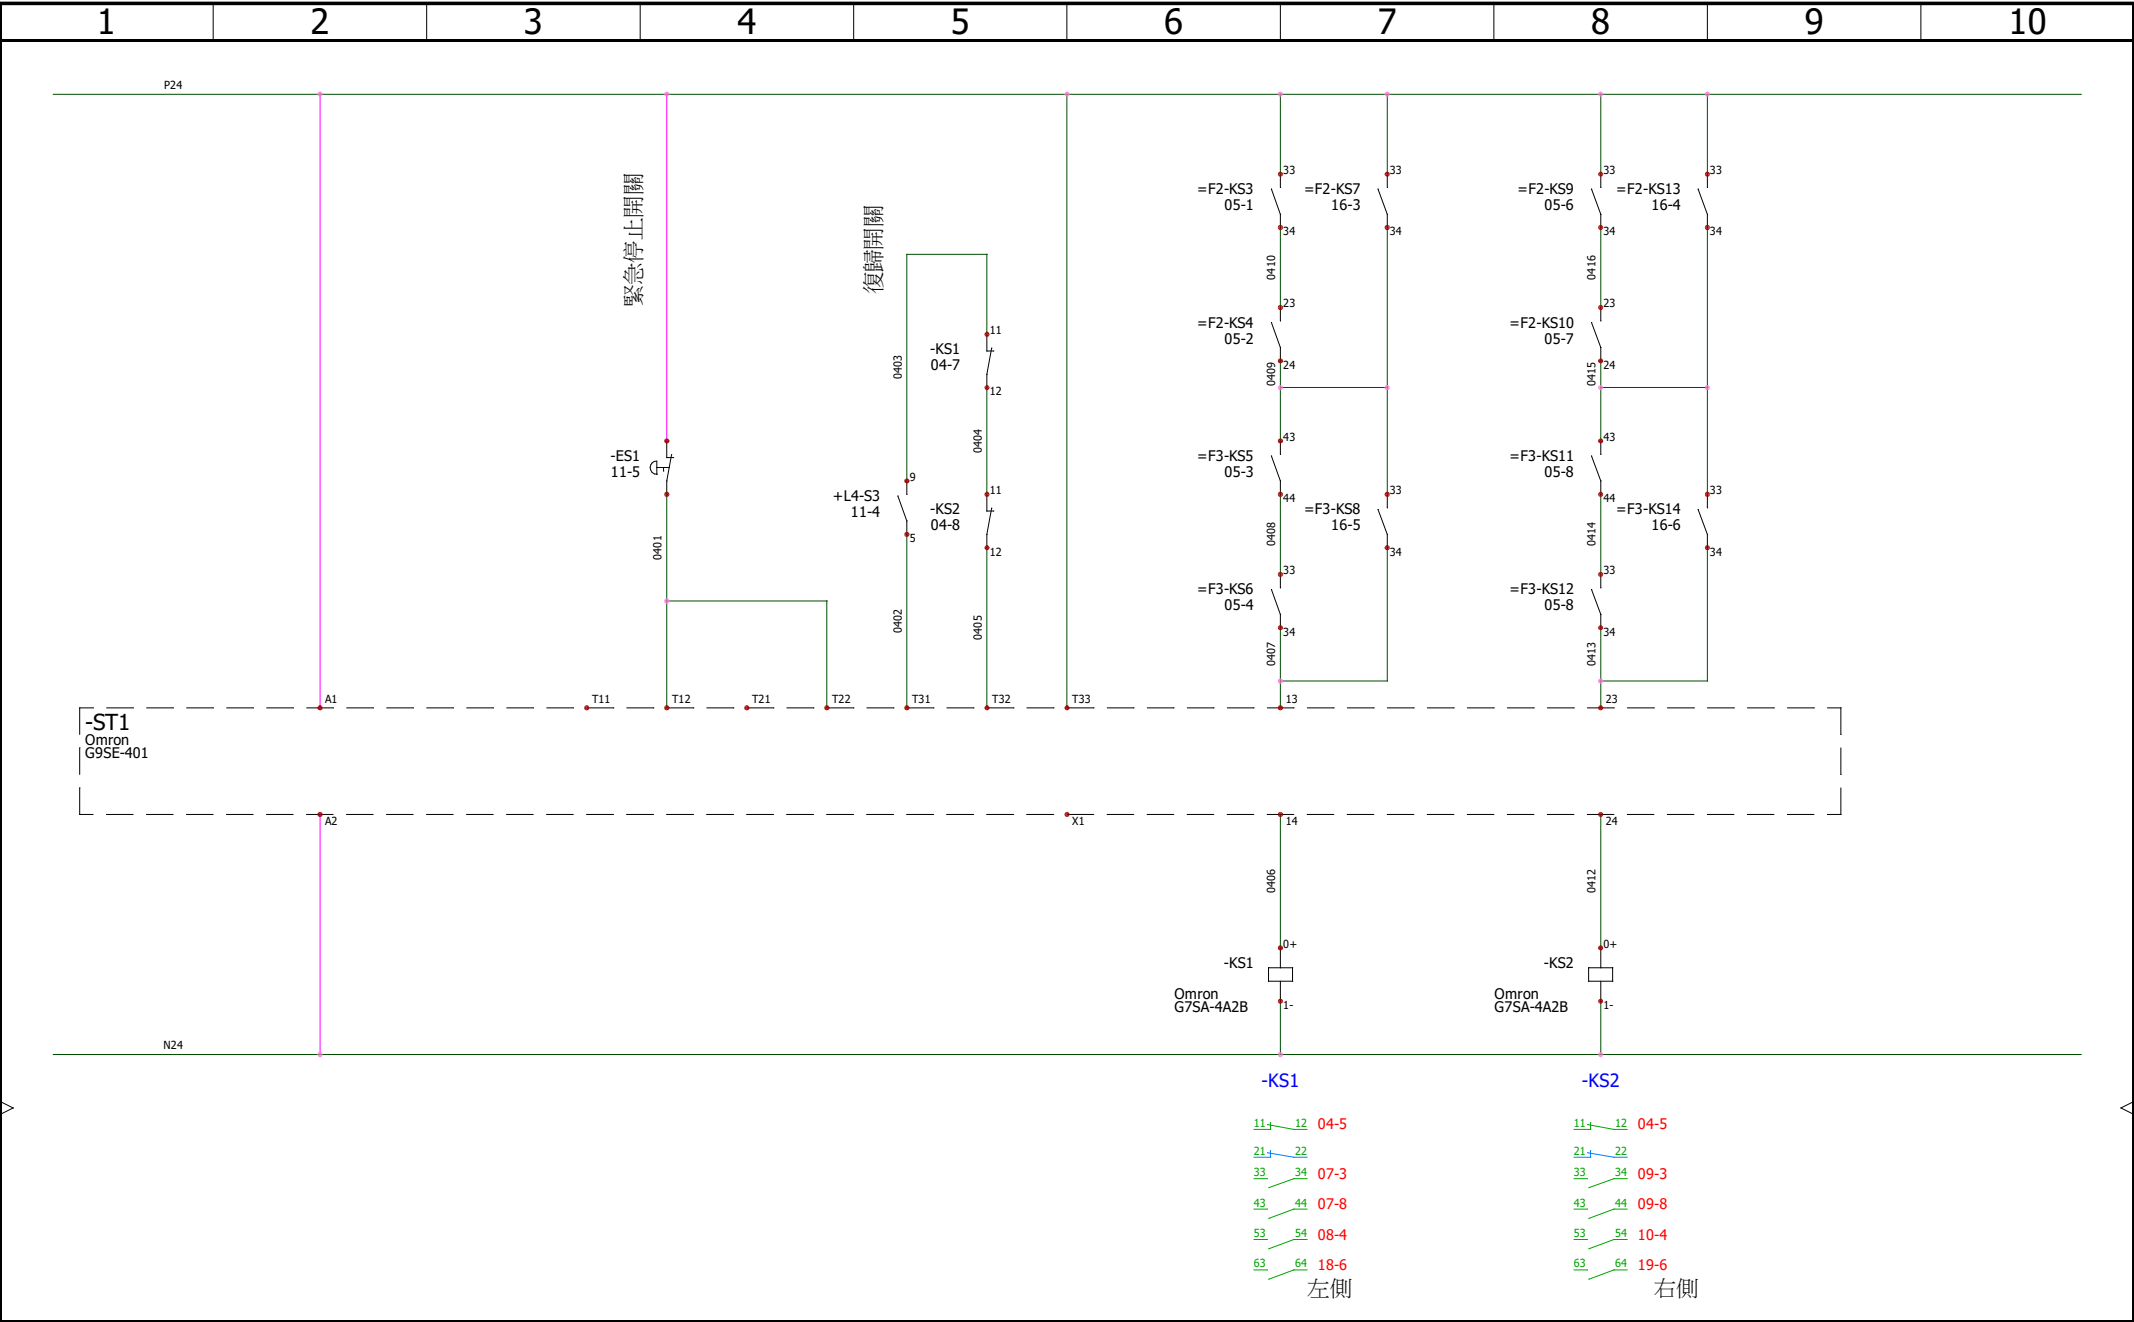 1 2 3 4 5 6 7 8 9 10
P24
緊急停止開關
復歸開關
-ES1
11-5
0401
0403
+L4-S3
11-4
9
5
0402
-KS1
04-7
11
12
0404
-KS2
04-8
11
12
0405
=F2-KS3
05-1
33
34
0410
=F2-KS4
05-2
23
24
0409
=F3-KS5
05-3
43
44
0408
=F3-KS6
05-4
33
34
0407
=F2-KS7
16-3
33
34
=F3-KS8
16-5
33
34
=F2-KS9
05-6
33
34
0416
=F2-KS10
05-7
23
24
0415
=F3-KS11
05-8
43
44
0414
=F3-KS12
05-8
33
34
0413
=F2-KS13
16-4
33
34
=F3-KS14
16-6
33
34
A1 T11 T12 T21 T22 T31 T32 T33 13 23
-ST1
Omron
G9SE-401
A2 X1 14 24
0406
0412
-KS1
Omron
G7SA-4A2B
0+
1-
-KS2
Omron
G7SA-4A2B
0+
1-
N24
-KS1
11 12 04-5
21 22
33 34 07-3
43 44 07-8
53 54 08-4
63 64 18-6
左側
-KS2
11 12 04-5
21 22
33 34 09-3
43 44 09-8
53 54 10-4
63 64 19-6
右側